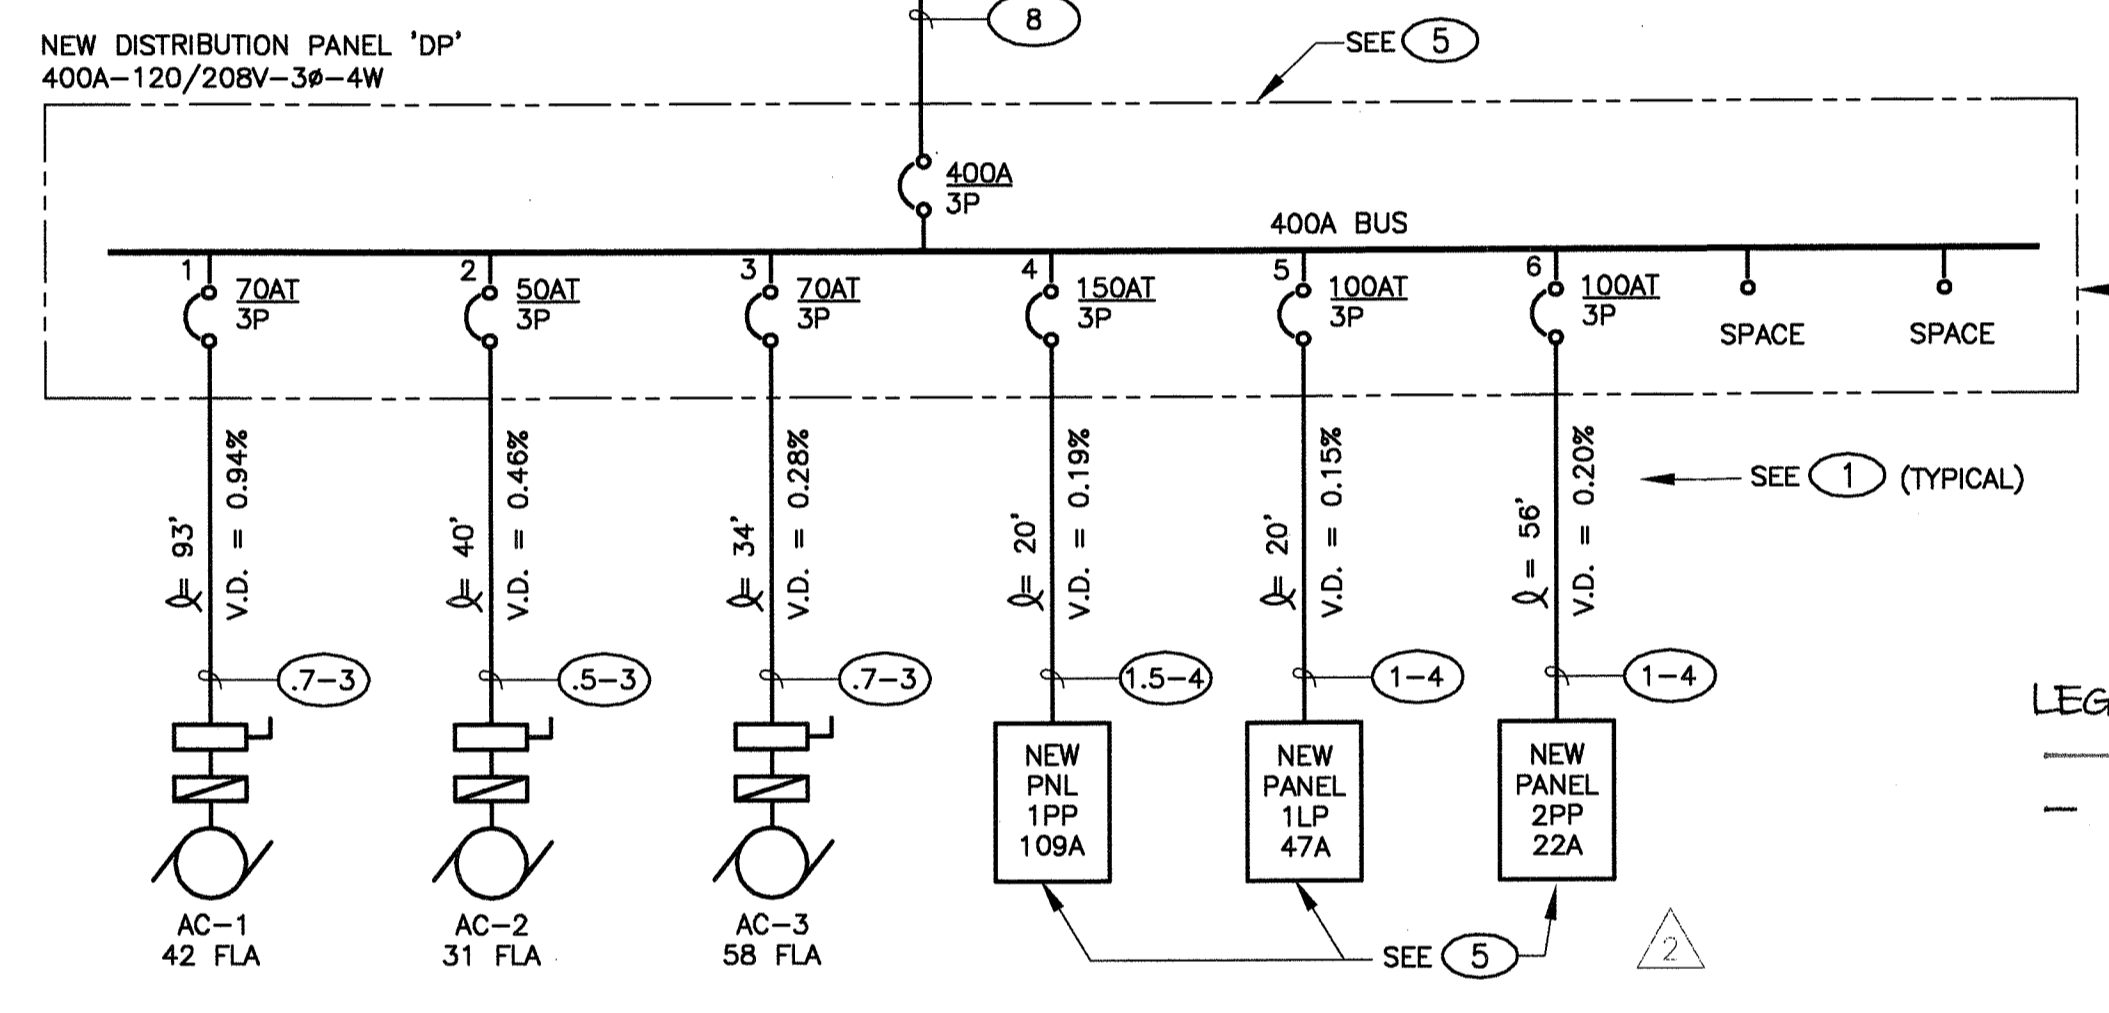 8
NEW DISTRIBUTION PANEL 'DP'
400A-120/208V-3ø-4W
SEE 5
400A
3P
400A BUS
1
70AT
3P
2
50AT
3P
3
70AT
3P
4
150AT
3P
5
100AT
3P
6
100AT
3P
SPACE
SPACE
ℓ= 93'
V.D. = 0.94%
ℓ= 40'
V.D. = 0.46%
ℓ= 34'
V.D. = 0.28%
ℓ= 20'
V.D. = 0.19%
ℓ= 20'
V.D. = 0.15%
ℓ = 56'
V.D. = 0.20%
SEE 1 (TYPICAL)
.7-3
.5-3
.7-3
1.5-4
1-4
1-4
LEG
NEW
PNL
1PP
109A
NEW
PANEL
1LP
47A
NEW
PANEL
2PP
22A
AC-1
42 FLA
AC-2
31 FLA
AC-3
58 FLA
SEE 5
2